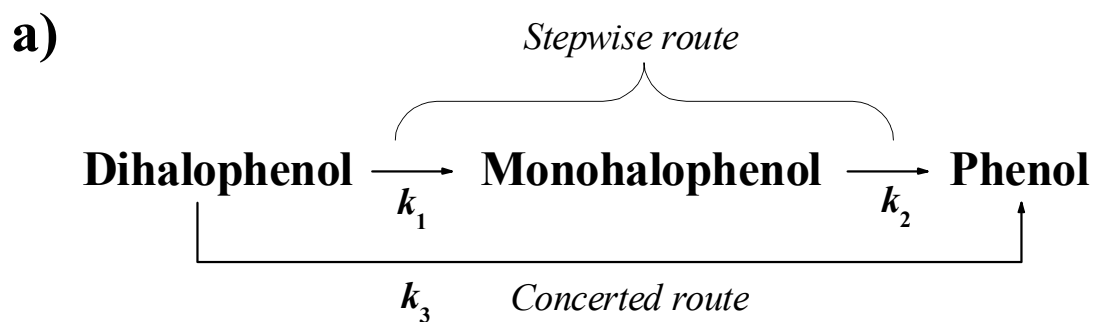 a)
Stepwise route
Dihalophenol Monohalophenol Phenol
k1 k2
k3 Concerted route